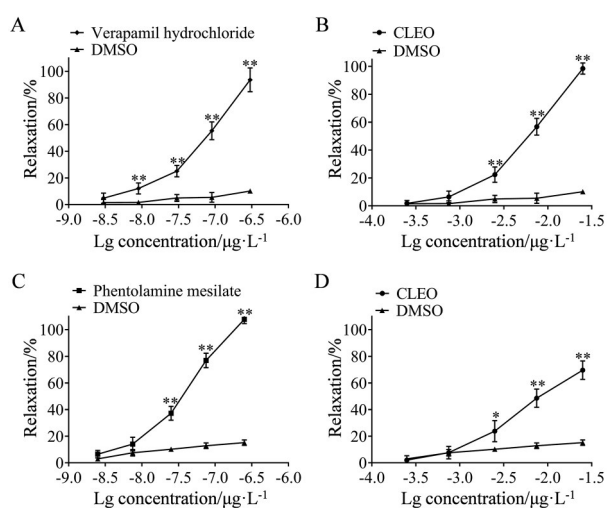 A
Verapamil hydrochloride
DMSO
Relaxation/%
100
80
60
40
20
0
** ** ** **
-9.0 -8.5 -8.0 -7.5 -7.0 -6.5 -6.0
Lg concentration/μg·L-1
B
CLEO
DMSO
Relaxation/%
100
80
60
40
20
0
** ** **
-4.0 -3.5 -3.1 -2.5 -2.0 -1.5
Lg concentration/μg·L-1
C
Phentolamine mesilate
DMSO
Relaxation/%
100
80
60
40
20
0
** ** **
-9.0 -8.5 -8.0 -7.5 -7.0 -6.5 -6.0
Lg concentration/μg·L-1
D
CLEO
DMSO
Relaxation/%
100
80
60
40
20
0
* ** **
-4.0 -3.5 -3.1 -2.5 -2.0 -1.5
Lg concentration/μg·L-1